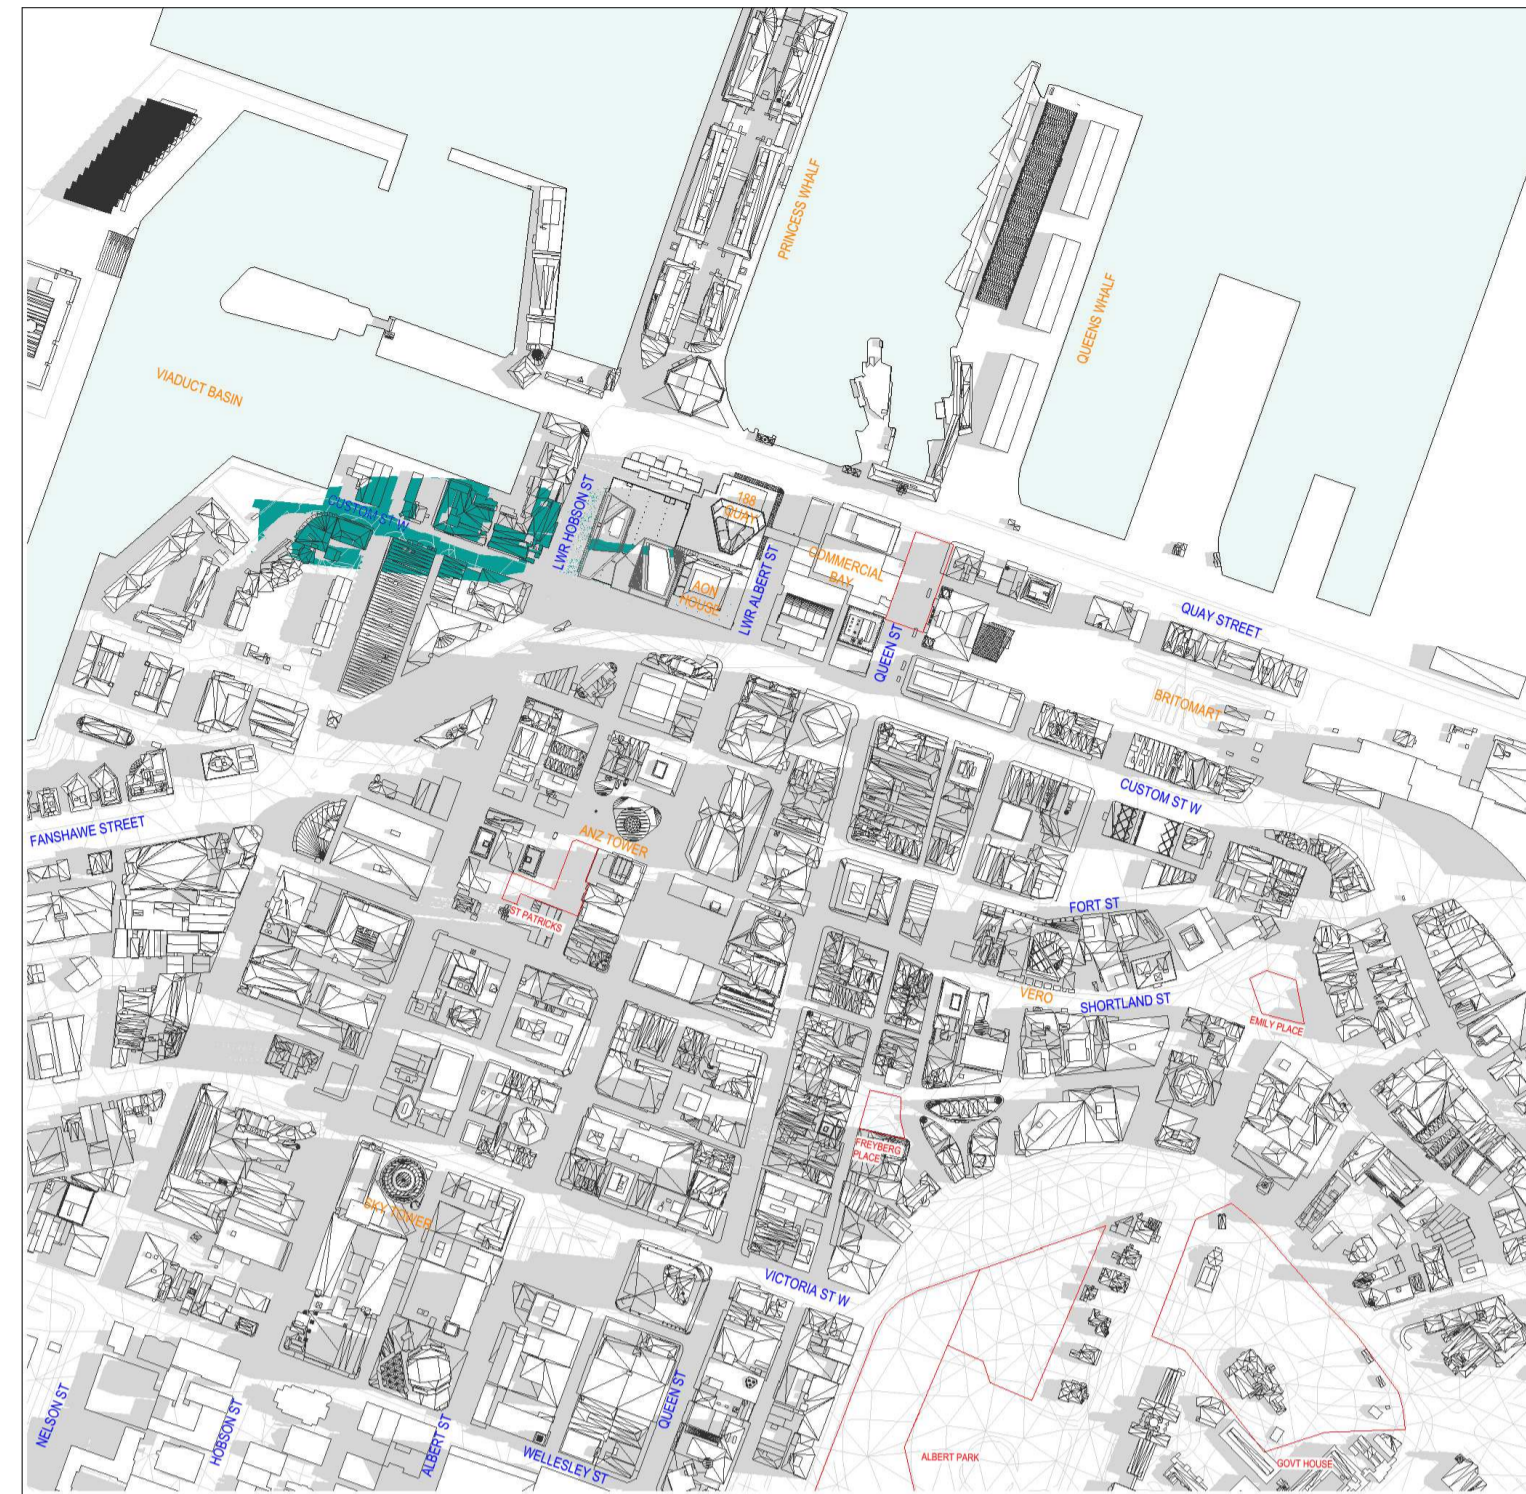 PRINCESS WHALF
QUEENS WHALF
VIADUCT BASIN
CUSTOM ST W
LWR HOBSON ST
188
QUAY
LWR ALBERT ST
COMMERCIAL
BAY
AON
HOUSE
QUEEN ST
QUAY STREET
BRITOMART
CUSTOM ST W
FANSHAWE STREET
ANZ TOWER
ST PATRICKS
FORT ST
VERO
SHORTLAND ST
EMILY PLACE
FREYBERG
PLACE
SKY TOWER
VICTORIA ST W
NELSON ST
HOBSON ST
ALBERT ST
WELLESLEY ST
QUEEN ST
ALBERT PARK
GOVT HOUSE